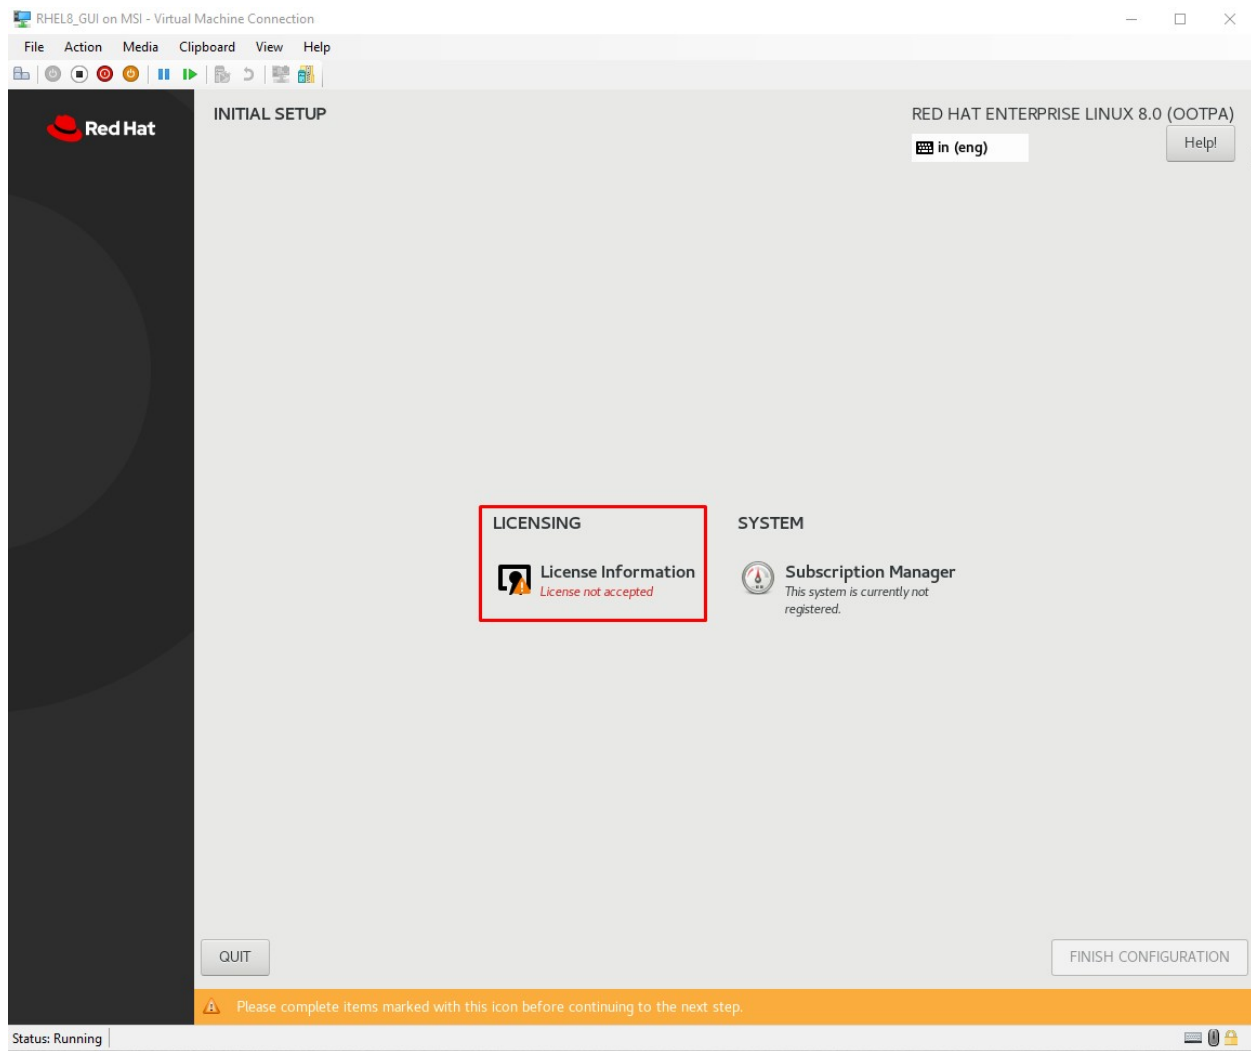 RHEL8_GUI on MSI - Virtual Machine Connection
File Action Media Clipboard View Help
Red Hat
INITIAL SETUP
RED HAT ENTERPRISE LINUX 8.0 (OOTPA)
in (eng)
Help!
LICENSING
License Information
License not accepted
SYSTEM
Subscription Manager
This system is currently not
registered.
QUIT
FINISH CONFIGURATION
Please complete items marked with this icon before continuing to the next step.
Status: Running